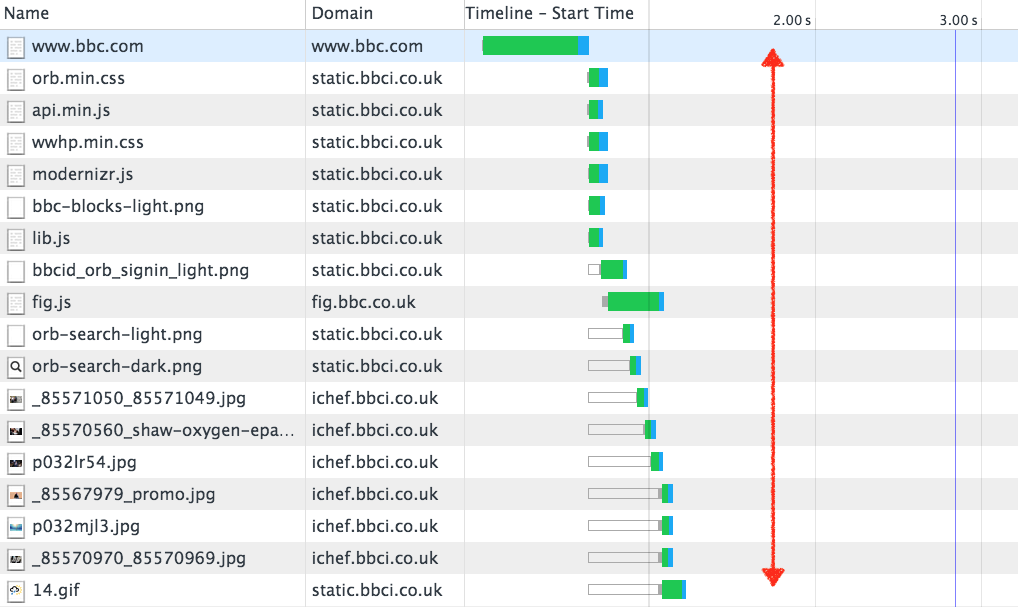 Name Domain Timeline – Start Time
2.00 s 3.00 s
www.bbc.com www.bbc.com
orb.min.css static.bbci.co.uk
api.min.js static.bbci.co.uk
wwhp.min.css static.bbci.co.uk
modernizr.js static.bbci.co.uk
bbc-blocks-light.png static.bbci.co.uk
lib.js static.bbci.co.uk
bbcid_orb_signin_light.png static.bbci.co.uk
fig.js fig.bbc.co.uk
orb-search-light.png static.bbci.co.uk
orb-search-dark.png static.bbci.co.uk
_85571050_85571049.jpg ichef.bbci.co.uk
_85570560_shaw-oxygen-epa... ichef.bbci.co.uk
p032lr54.jpg ichef.bbci.co.uk
_85567979_promo.jpg ichef.bbci.co.uk
p032mjl3.jpg ichef.bbci.co.uk
_85570970_85570969.jpg ichef.bbci.co.uk
14.gif static.bbci.co.uk